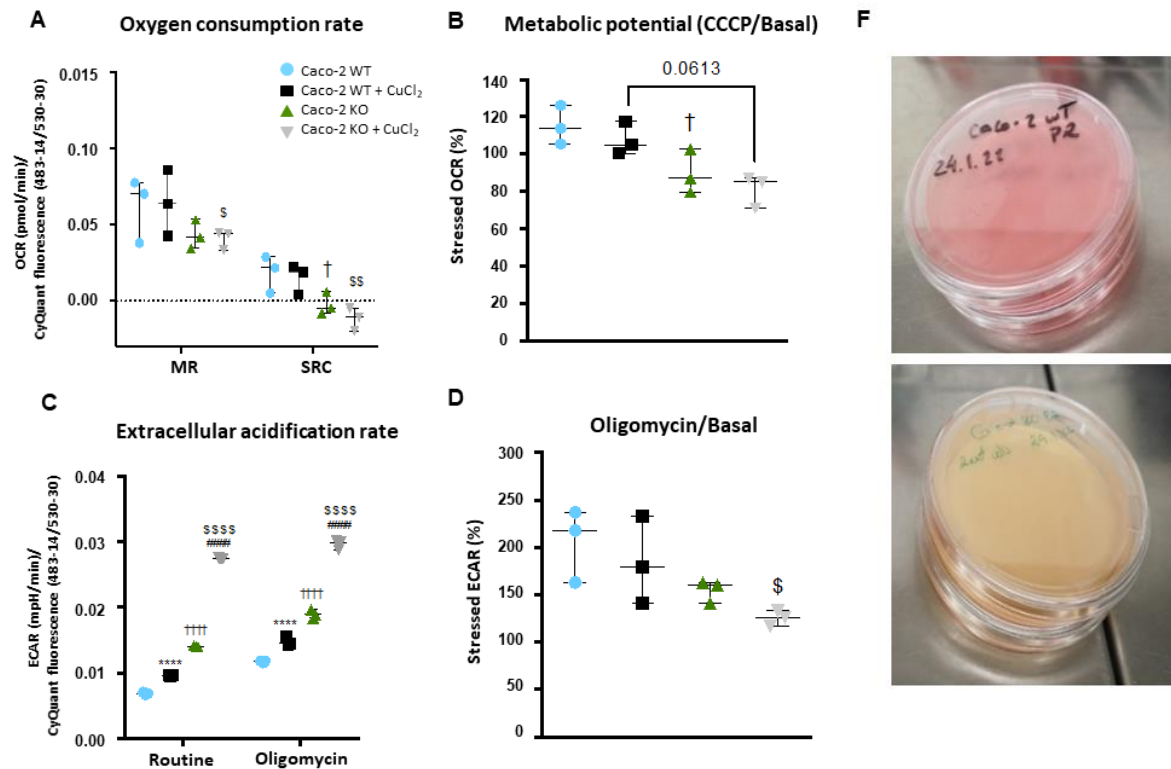 A
Oxygen consumption rate
OCR (pmol/min)/
CyQuant fluorescence (483-14/530-30)
0.015
0.100
0.050
0.00
Caco-2 WT
Caco-2 WT + CuCl₂
Caco-2 KO
Caco-2 KO + CuCl₂
$
†
$$
MR
SRC
B
Metabolic potential (CCCP/Basal)
Stressed OCR (%)
140
120
100
80
60
40
20
0
0.0613
†
C
Extracellular acidification rate
ECAR (mpH/min)/
CyQuant fluorescence (483-14/530-30)
0.04
0.03
0.02
0.01
0.00
****
††††
$$$$
####
****
††††
$$$$
####
Routine
Oligomycin
D
Oligomycin/Basal
Stressed ECAR (%)
300
250
200
150
100
50
0
$
F
Caco-2 WT
P2
24.1.22